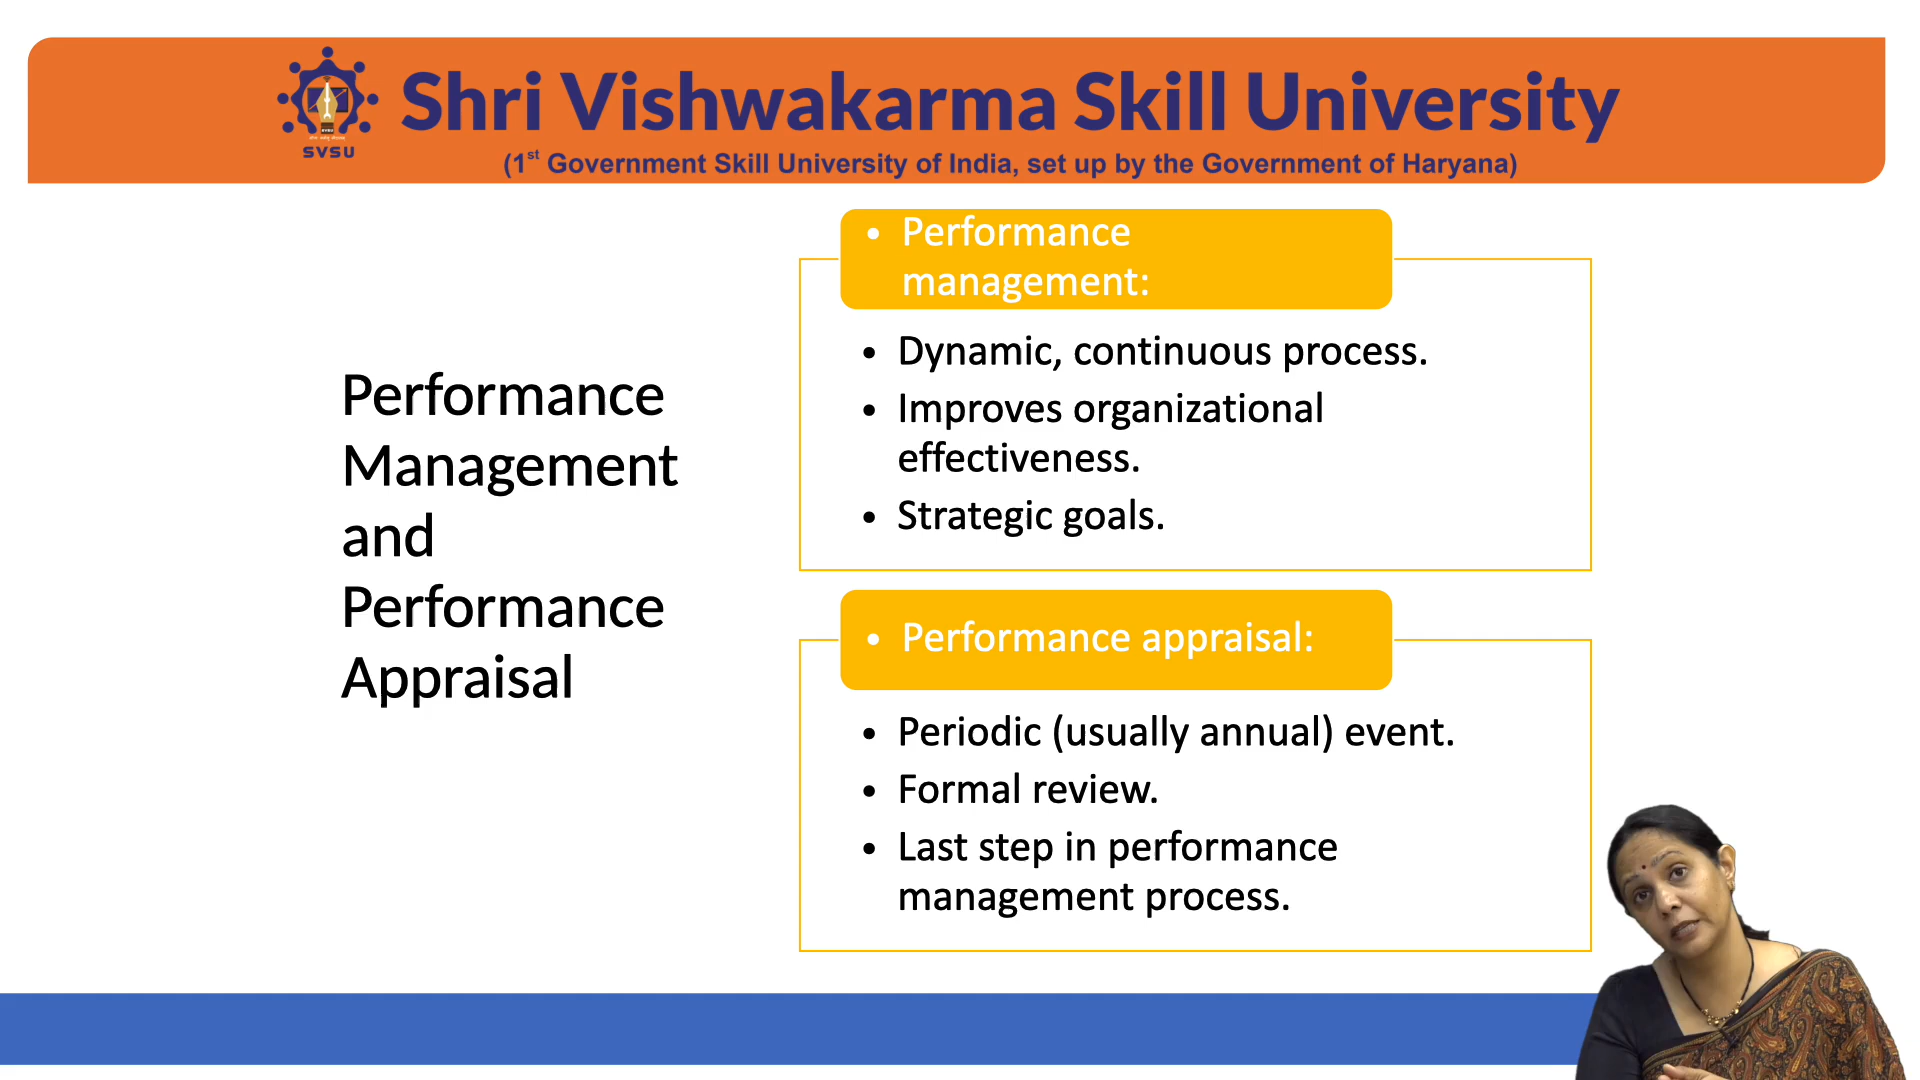 Shri Vishwakarma Skill University
(1st Government Skill University of India, set up by the Government of Haryana)
SVSU
Performance
Management
and
Performance
Appraisal
• Performance
management:
• Dynamic, continuous process.
• Improves organizational
effectiveness.
• Strategic goals.
• Performance appraisal:
• Periodic (usually annual) event.
• Formal review.
• Last step in performance
management process.